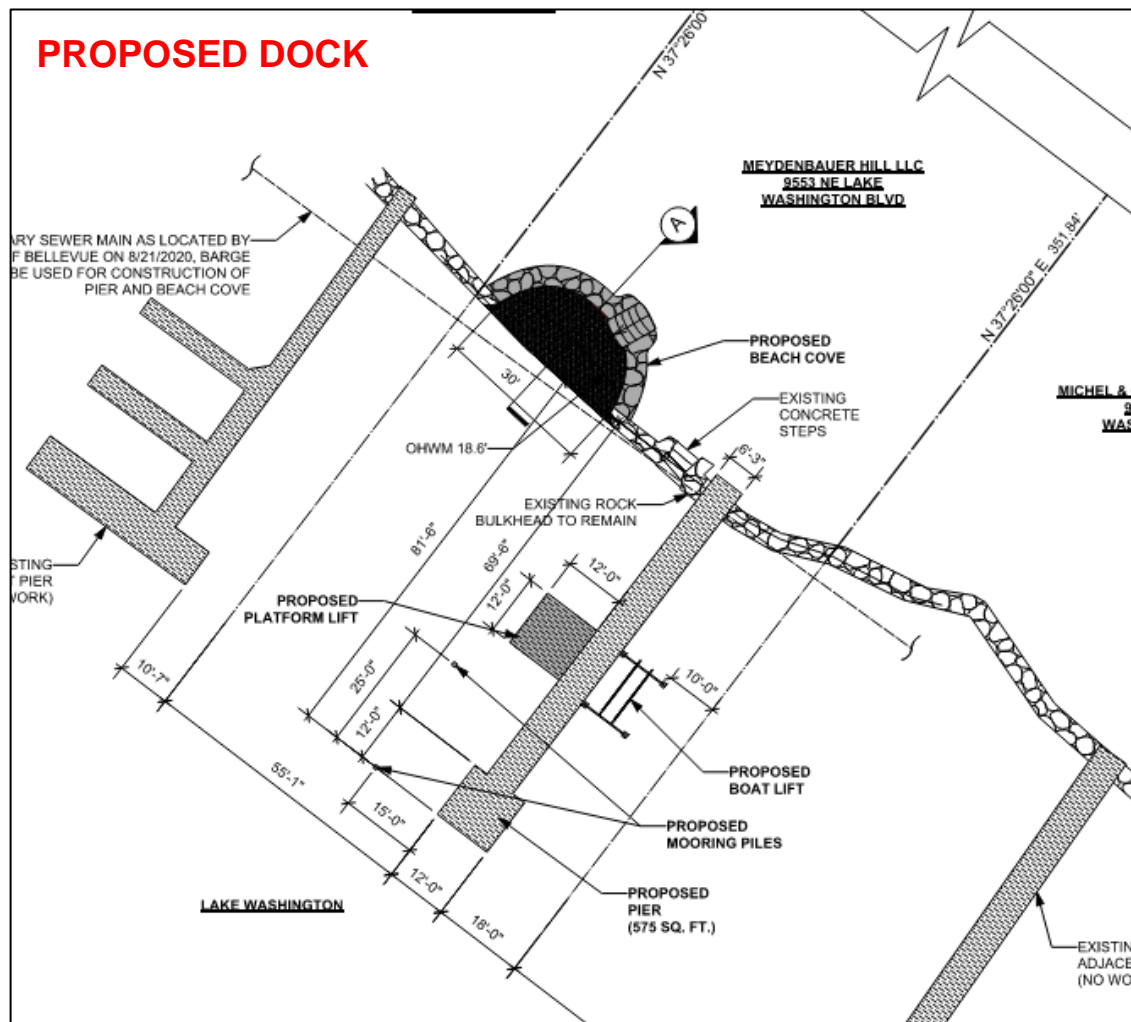 PROPOSED DOCK
N 37°26'00"
MEYDENBAUER HILL LLC
9553 NE LAKE
WASHINGTON BLVD
A
ARY SEWER MAIN AS LOCATED BY
F BELLEVUE ON 8/21/2020, BARGE
BE USED FOR CONSTRUCTION OF
PIER AND BEACH COVE
N 37°26'00" E 351.84'
PROPOSED
BEACH COVE
MICHEL &
9
WAS
30'
EXISTING
CONCRETE
STEPS
OHWM 18.6'
6'-3"
EXISTING ROCK
BULKHEAD TO REMAIN
81'-6"
69'-6"
STING
PIER
WORK)
12'-0"
12'-0"
PROPOSED
PLATFORM LIFT
10'-7"
25'-0"
10'-0"
12'-0"
55'-1"
PROPOSED
BOAT LIFT
15'-0"
PROPOSED
MOORING PILES
12'-0"
LAKE WASHINGTON
PROPOSED
PIER
(575 SQ. FT.)
18'-0"
EXISTIN
ADJACE
(NO WO